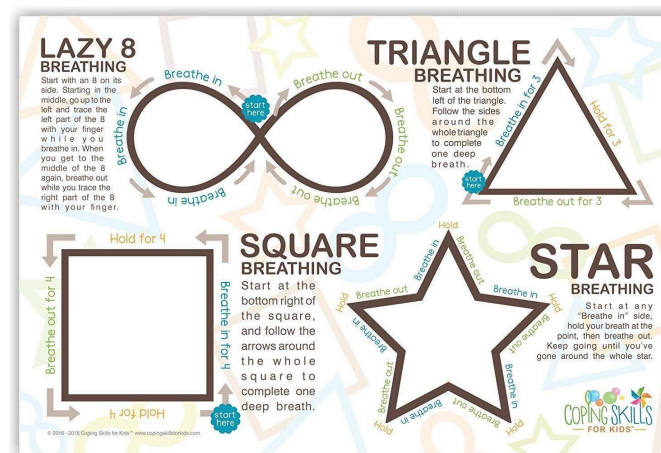 LAZY 8
BREATHING
Start with an 8 on its
side. Starting in the
middle, go up to the
left and trace the
left part of the 8
with your finger
while you
breathe in. When
you get to the
middle of the 8
again, breathe out
while you trace the
right part of the 8
with your finger.
Breathe in
Breathe in
Breathe in
start
here
Breathe out
Breathe out
Breathe out
TRIANGLE
BREATHING
Start at the bottom
left of the triangle.
Follow the sides
around the
whole triangle
to complete
one deep
breath.
start
here
Breathe in for 3
Hold for 3
Breathe out for 3
SQUARE
BREATHING
Start at the
bottom right of
the square,
and follow the
arrows around
the whole
square to
complete one
deep breath.
start
here
Breathe in for 4
Hold for 4
Breathe out for 4
Hold for 4
STAR
BREATHING
Start at any
"Breathe in" side,
hold your breath at the
point, then breathe out.
Keep going until you've
gone around the whole star.
Breathe in
Hold
Breathe out
Breathe in
Hold
Breathe out
Breathe in
Hold
Breathe out
Breathe in
Hold
Breathe out
Breathe in
Hold
Breathe out
COPING SKILLS
FOR KIDS™
© 2016 - 2018 Coping Skills for Kids™ www.copingskillsforkids.com